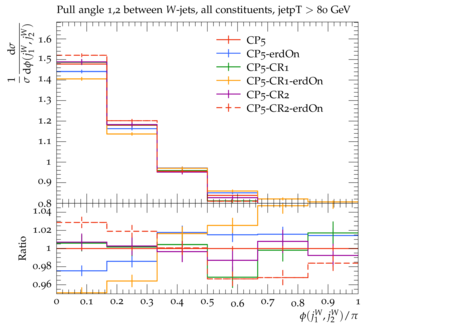 Pull angle 1,2 between W-jets, all constituents, jetpT > 80 GeV
1/σ dσ/dϕ(j₁ᵂ, j₂ᵂ)
1.6
1.5
1.4
1.3
1.2
1.1
1
0.9
0.8
CP5
CP5-erdOn
CP5-CR1
CP5-CR1-erdOn
CP5-CR2
CP5-CR2-erdOn
Ratio
1.04
1.02
1.0
0.98
0.96
0 0.1 0.2 0.3 0.4 0.5 0.6 0.7 0.8 0.9 1
ϕ(j₁ᵂ, j₂ᵂ)/π